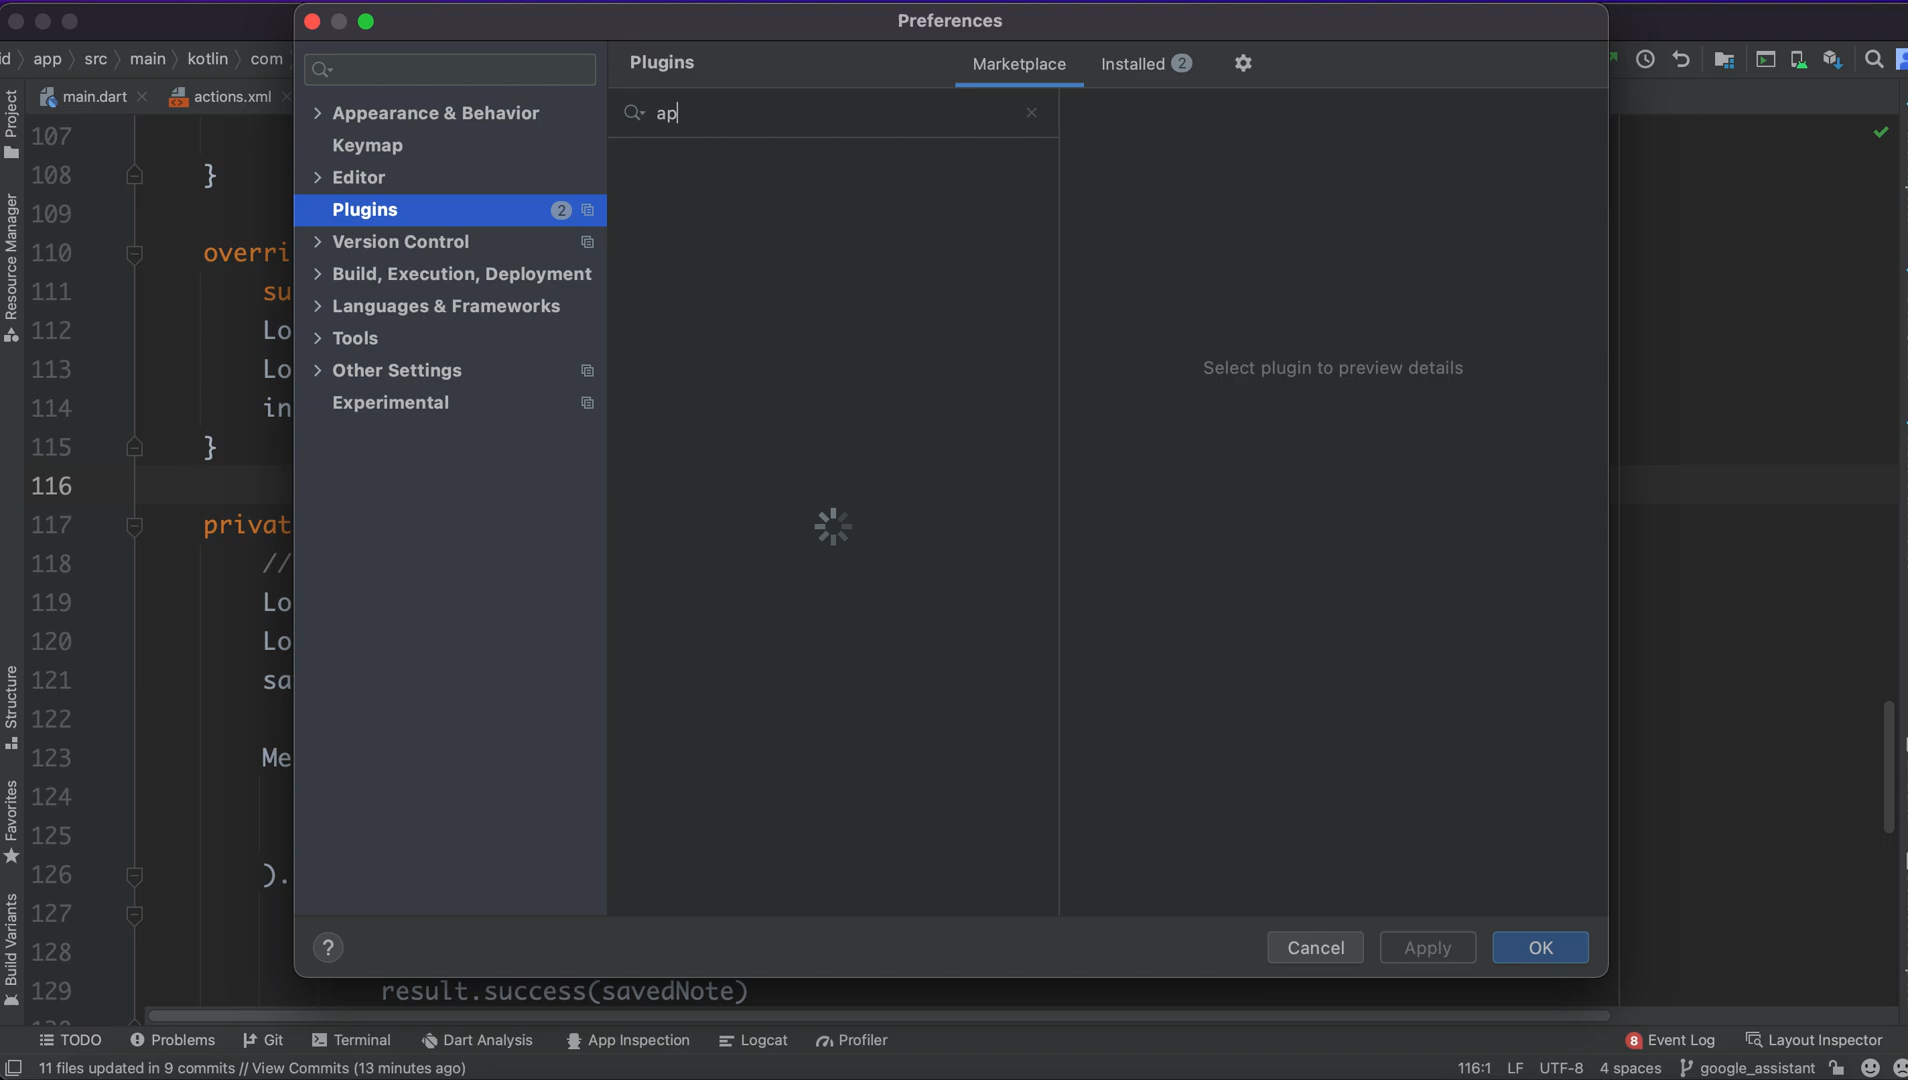 Preferences
id app src main kotlin com
main.dart
actions.xml
Project
Resource Manager
Structure
Favorites
Build Variants
Appearance & Behavior
Keymap
Editor
Plugins 2
Version Control
Build, Execution, Deployment
Languages & Frameworks
Tools
Other Settings
Experimental
Plugins
Marketplace
Installed 2
ap
Select plugin to preview details
?
Cancel
Apply
OK
107
108 }
109
110 overri
111 su
112 Lo
113 Lo
114 in
115 }
116
117 privat
118 //
119 Lo
120 Lo
121 sa
122
123 Me
124
125
126 ).
127
128
129 result.success(savedNote)
TODO Problems Git Terminal Dart Analysis App Inspection Logcat Profiler 8 Event Log Layout Inspector
11 files updated in 9 commits // View Commits (13 minutes ago) 116:1 LF UTF-8 4 spaces google_assistant